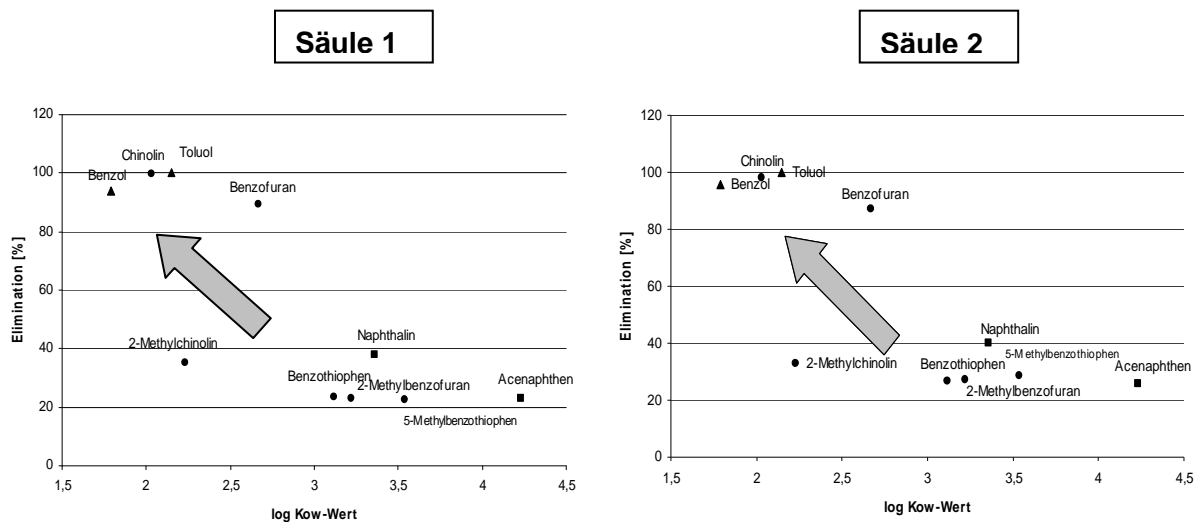 Säule 1
120
100
80
60
40
20
0
Elimination [%]
Benzol
Chinolin
Toluol
Benzofuran
2-Methylchinolin
Naphthalin
Benzothiophen
2-Methylbenzofuran
5-Methylbenzothiophen
Acenaphthen
1,5
2
2,5
3
3,5
4
4,5
log Kow-Wert
Säule 2
120
100
80
60
40
20
0
Elimination [%]
Chinolin
Benzol
Toluol
Benzofuran
Naphthalin
2-Methylchinolin
Benzothiophen
5-Methylbenzothiophen
2-Methylbenzofuran
Acenaphthen
1,5
2
2,5
3
3,5
4
4,5
log Kow-Wert